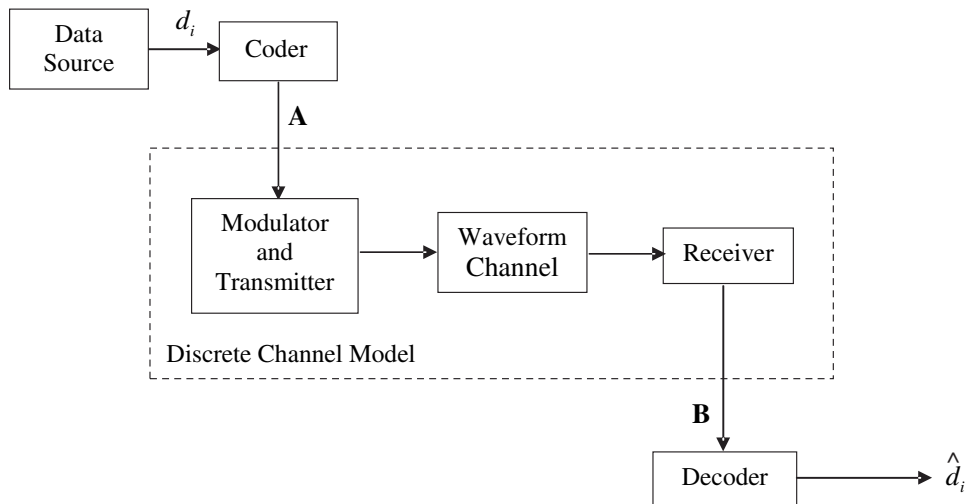 Data
Source
d_i
Coder
A
Modulator
and
Transmitter
Waveform
Channel
Receiver
Discrete Channel Model
B
Decoder
d̂_i